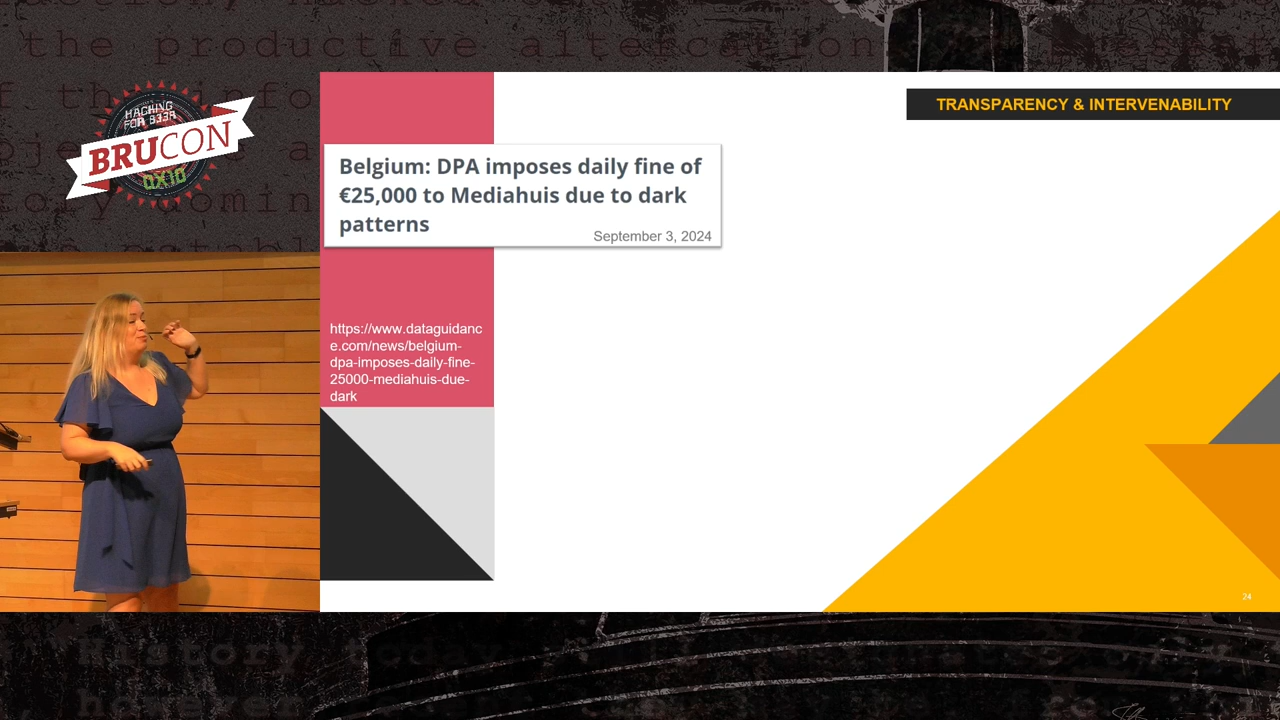 the productive altercation
HACKING
FOR B33R
BRUCON
0X10
TRANSPARENCY & INTERVENABILITY
Belgium: DPA imposes daily fine of
€25,000 to Mediahuis due to dark
patterns
September 3, 2024
https://www.dataguidanc
e.com/news/belgium-
dpa-imposes-daily-fine-
25000-mediahuis-due-
dark
24
History today
however